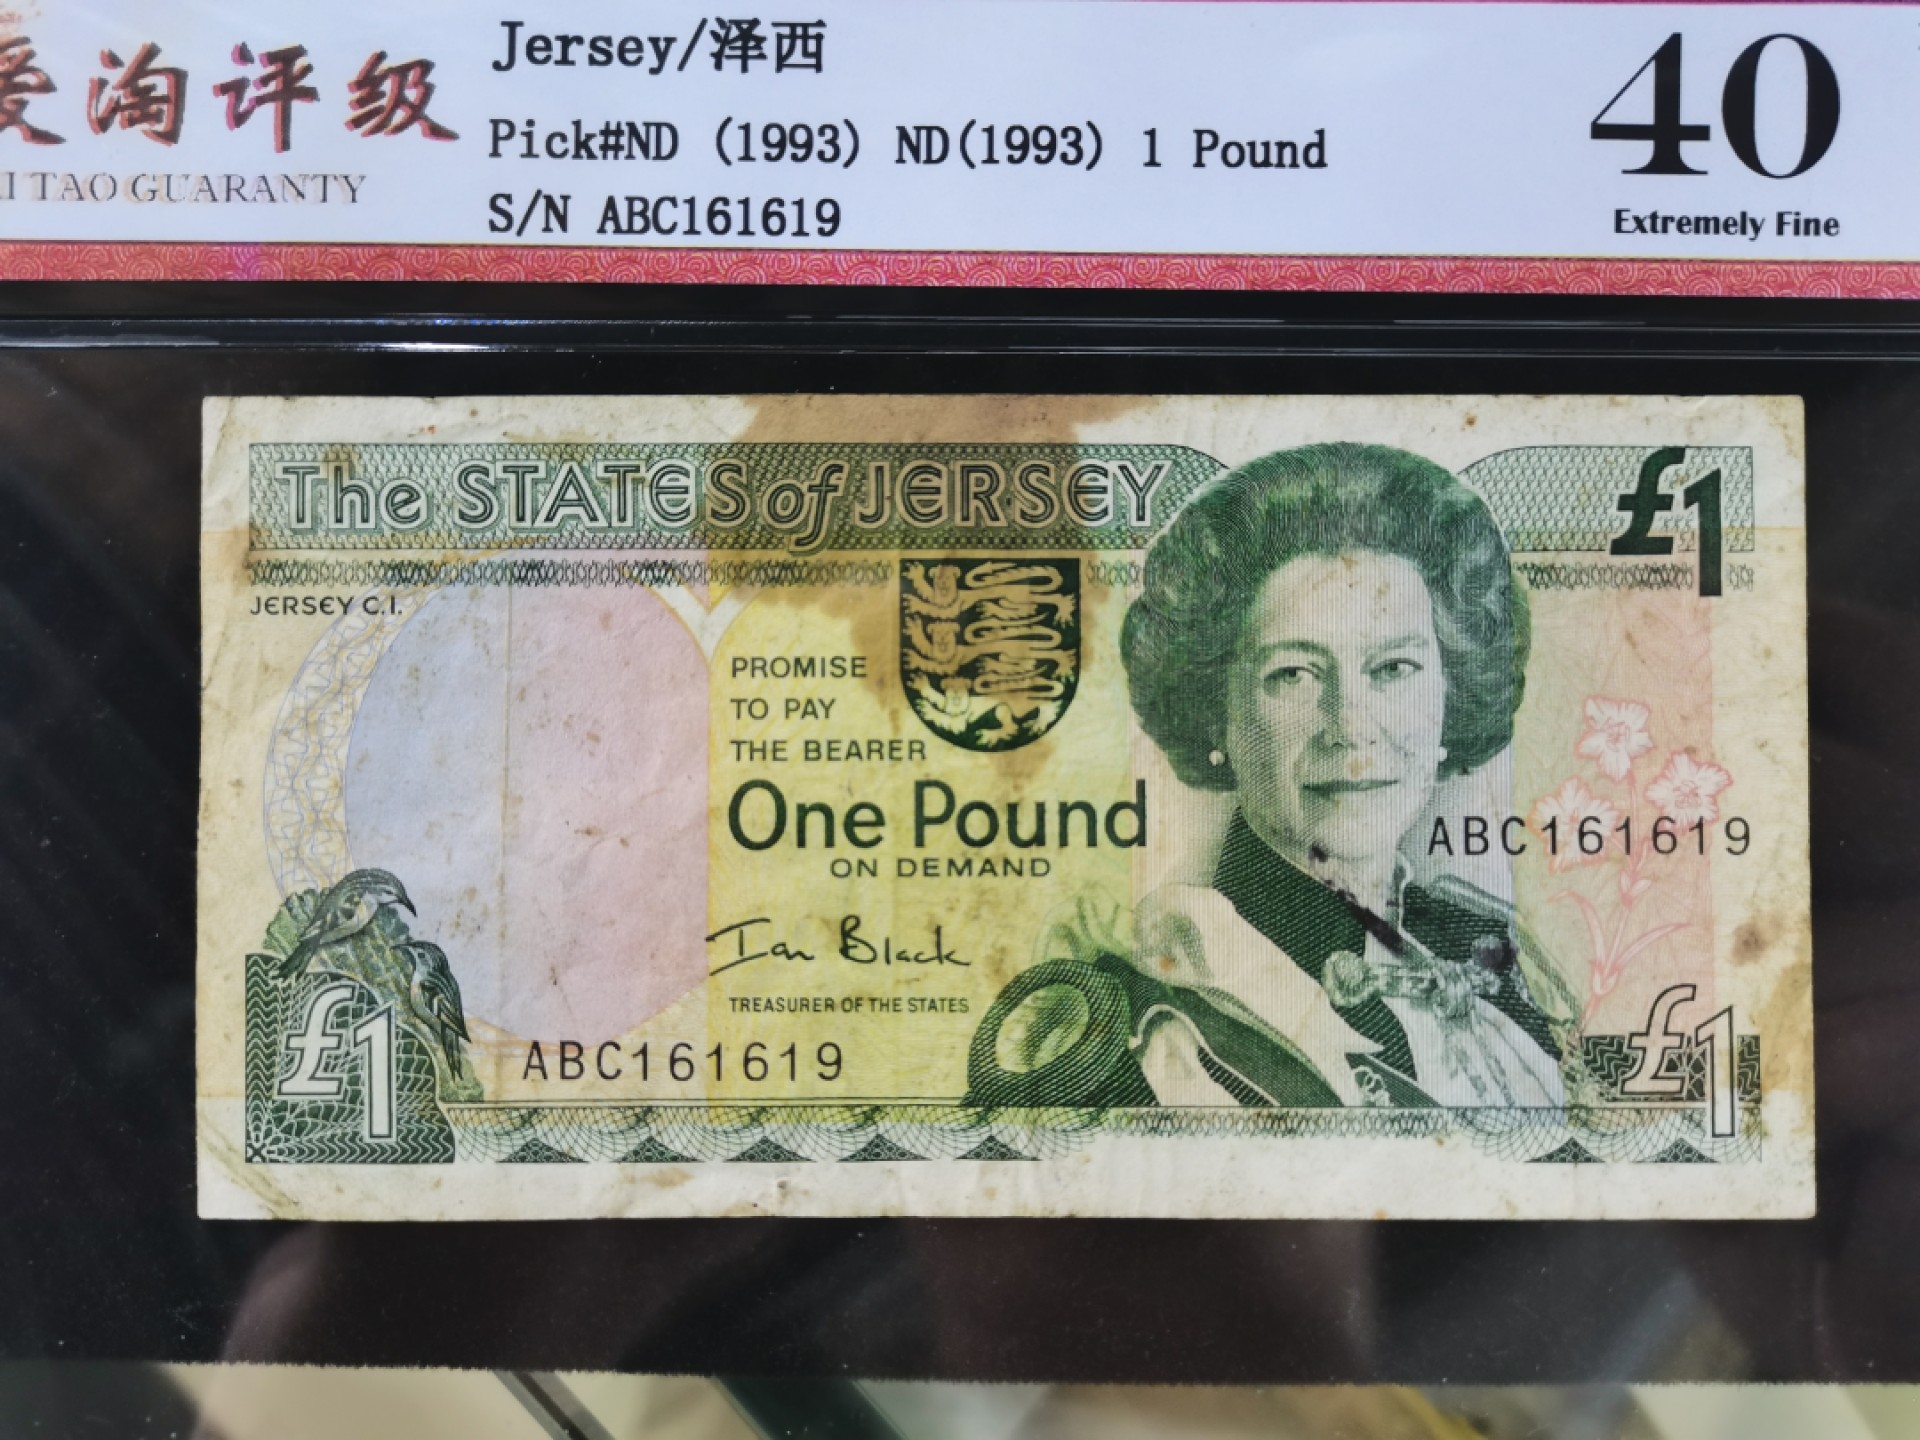 爱淘评级
AI TAO GUARANTY
Jersey/泽西
Pick#ND (1993) ND(1993) 1 Pound
S/N ABC161619
40
Extremely Fine
The STATES of JERSEY
£1
JERSEY C.I.
PROMISE
TO PAY
THE BEARER
One Pound
ON DEMAND
ABC161619
Ian Black
TREASURER OF THE STATES
ABC161619
£1
£1